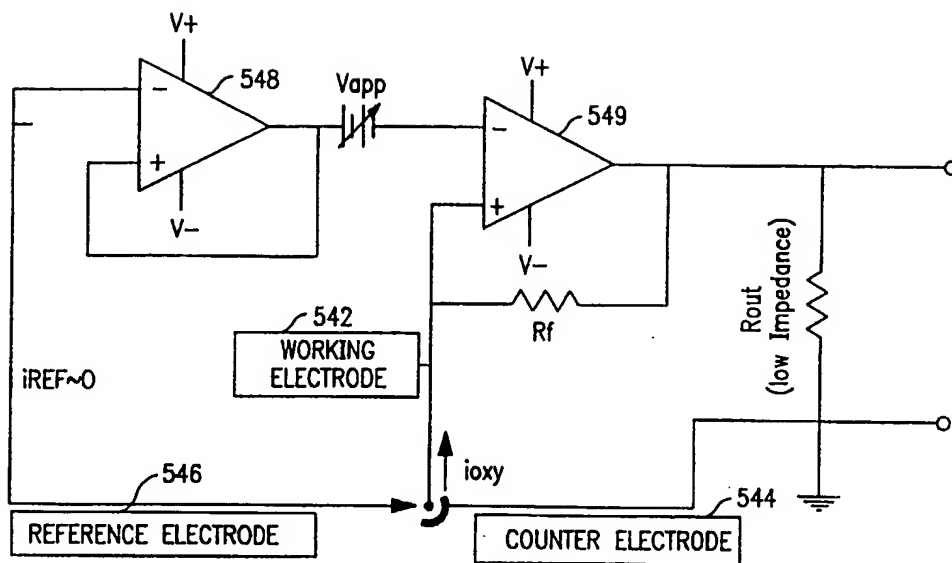 V+
548
Vapp
V+
549
−
+
−
+
V−
V−
Rf
Rout
(low Impedance)
542
WORKING
ELECTRODE
iREF~0
ioxy
546
544
REFERENCE ELECTRODE
COUNTER ELECTRODE